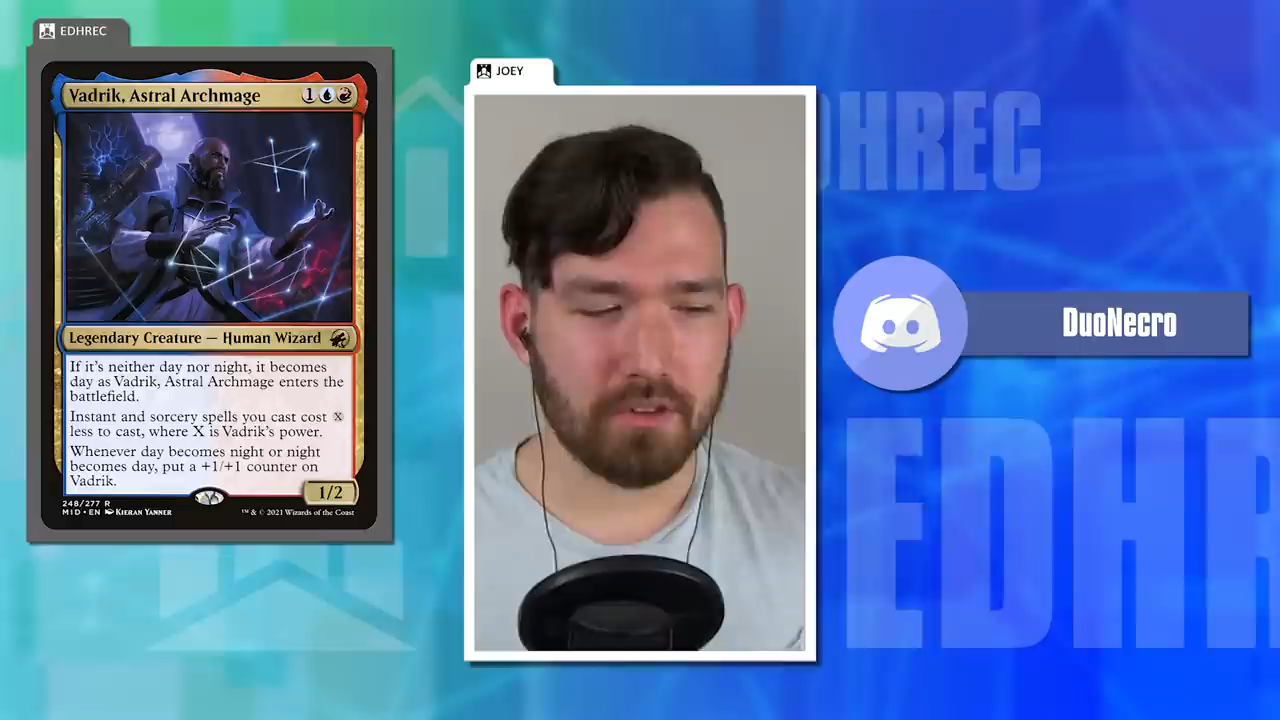 EDHREC
Vadrik, Astral Archmage 1
Legendary Creature — Human Wizard
If it's neither day nor night, it becomes
day as Vadrik, Astral Archmage enters the
battlefield.
Instant and sorcery spells you cast cost X
less to cast, where X is Vadrik's power.
Whenever day becomes night or night
becomes day, put a +1/+1 counter on
Vadrik.
1/2
248/277 R
MID • EN KIERAN YANNER
™ & © 2021 Wizards of the Coast
JOEY
DHREC
DuoNecro
EDHR